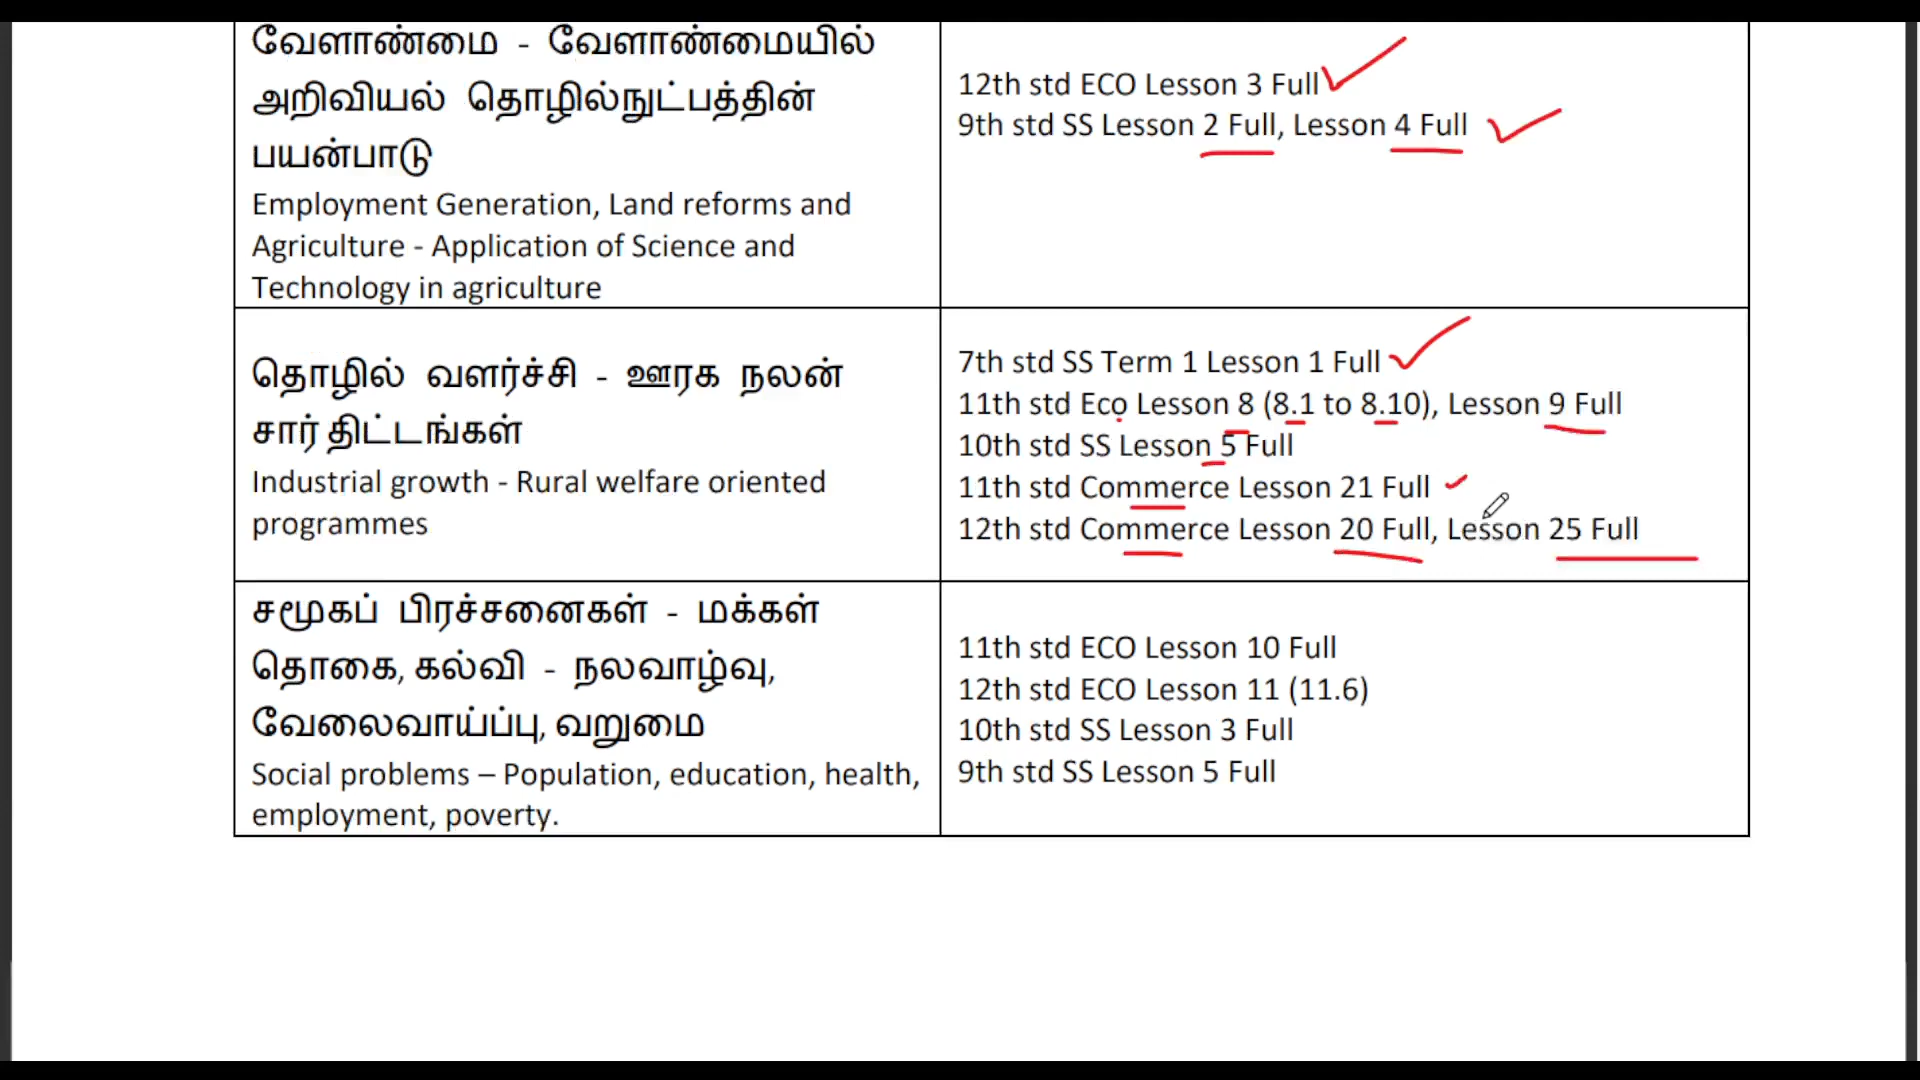 வேளாண்மை - வேளாண்மையில்
அறிவியல் தொழில்நுட்பத்தின்
பயன்பாடு
Employment Generation, Land reforms and
Agriculture - Application of Science and
Technology in agriculture
12th std ECO Lesson 3 Full
9th std SS Lesson 2 Full, Lesson 4 Full
தொழில் வளர்ச்சி - ஊரக நலன்
சார் திட்டங்கள்
Industrial growth - Rural welfare oriented
programmes
7th std SS Term 1 Lesson 1 Full
11th std Eco Lesson 8 (8.1 to 8.10), Lesson 9 Full
10th std SS Lesson 5 Full
11th std Commerce Lesson 21 Full
12th std Commerce Lesson 20 Full, Lesson 25 Full
சமூகப் பிரச்சனைகள் - மக்கள்
தொகை, கல்வி - நலவாழ்வு,
வேலைவாய்ப்பு, வறுமை
Social problems – Population, education, health,
employment, poverty.
11th std ECO Lesson 10 Full
12th std ECO Lesson 11 (11.6)
10th std SS Lesson 3 Full
9th std SS Lesson 5 Full